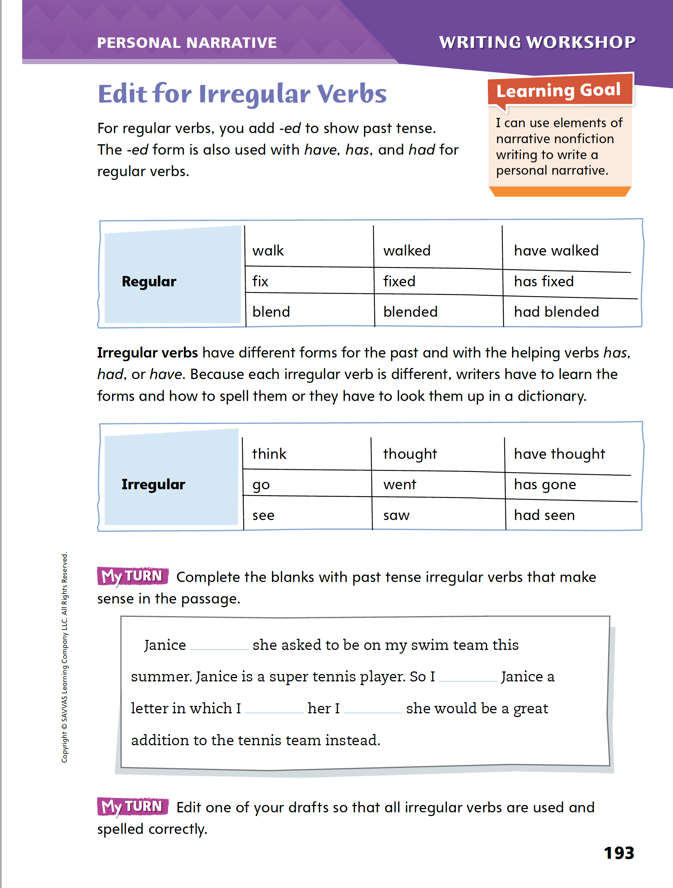 PERSONAL NARRATIVE
WRITING WORKSHOP
Edit for Irregular Verbs
Learning Goal
I can use elements of
narrative nonfiction
writing to write a
personal narrative.
For regular verbs, you add -ed to show past tense.
The -ed form is also used with have, has, and had for
regular verbs.
Regular
walk walked have walked
fix fixed has fixed
blend blended had blended
Irregular verbs have different forms for the past and with the helping verbs has,
had, or have. Because each irregular verb is different, writers have to learn the
forms and how to spell them or they have to look them up in a dictionary.
Irregular
think thought have thought
go went has gone
see saw had seen
My TURN Complete the blanks with past tense irregular verbs that make
sense in the passage.
Janice ______ she asked to be on my swim team this
summer. Janice is a super tennis player. So I ______ Janice a
letter in which I ______ her I ______ she would be a great
addition to the tennis team instead.
My TURN Edit one of your drafts so that all irregular verbs are used and
spelled correctly.
Copyright © SAVVAS Learning Company LLC. All Rights Reserved.
193